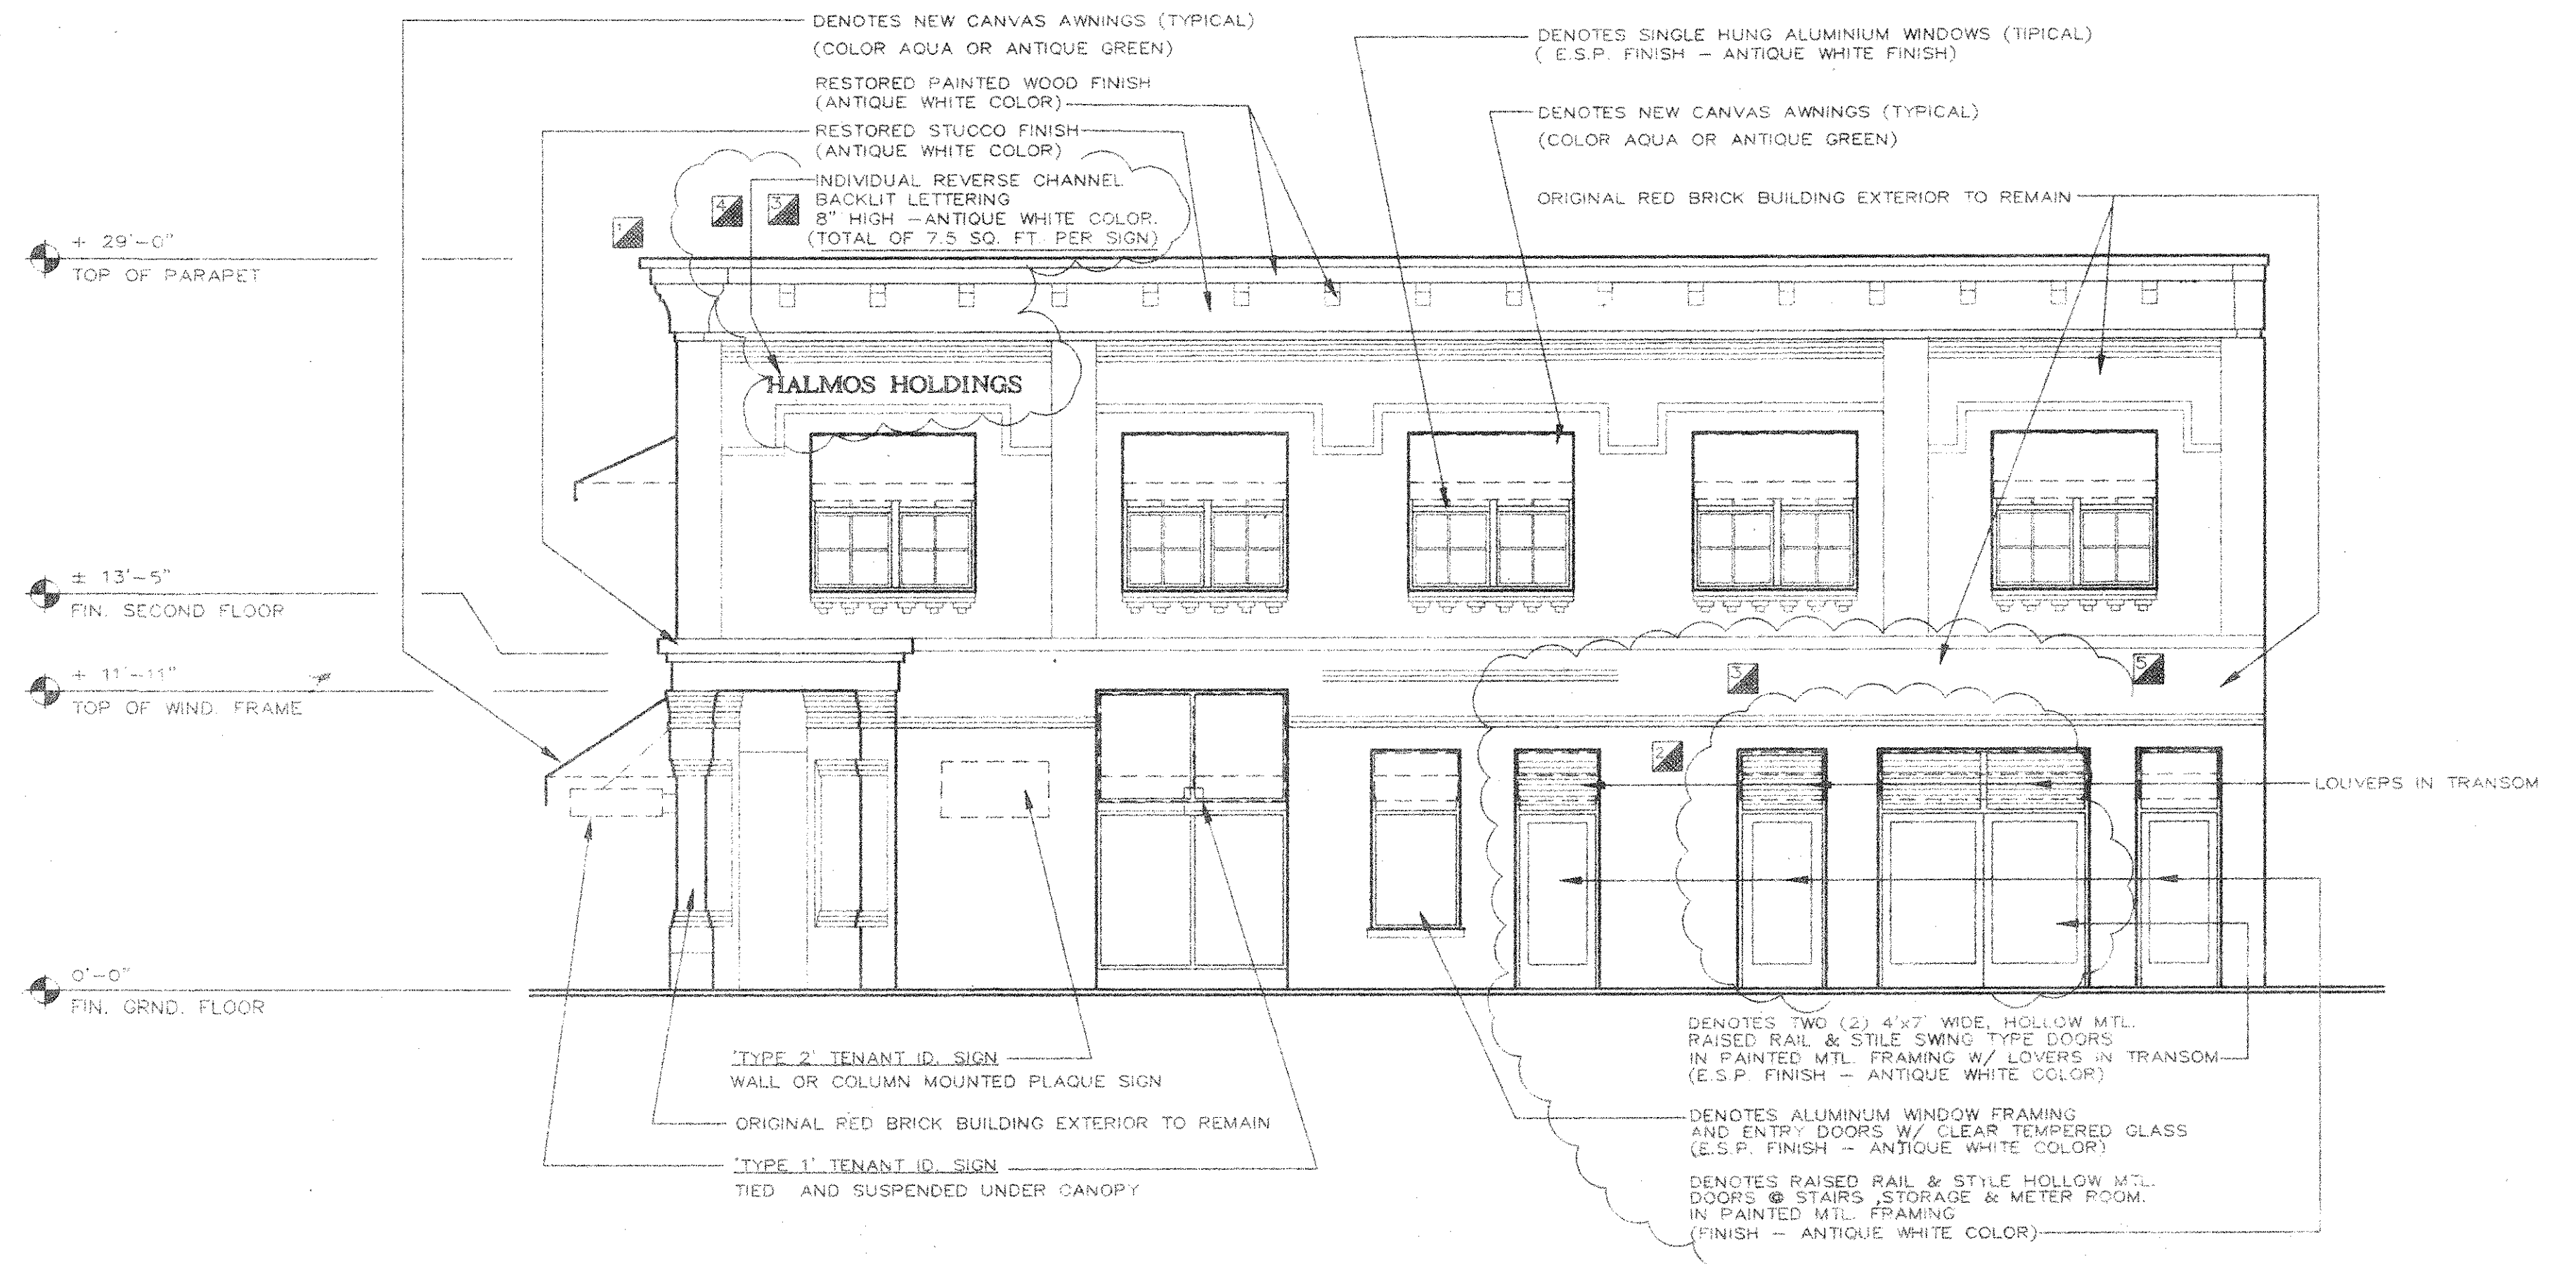 DENOTES NEW CANVAS AWNINGS (TYPICAL)
(COLOR AQUA OR ANTIQUE GREEN)
RESTORED PAINTED WOOD FINISH
(ANTIQUE WHITE COLOR)
RESTORED STUCCO FINISH
(ANTIQUE WHITE COLOR)
INDIVIDUAL REVERSE CHANNEL
BACKLIT LETTERING
8" HIGH –ANTIQUE WHITE COLOR.
(TOTAL OF 7.5 SQ. FT. PER SIGN)
4
3
1
DENOTES SINGLE HUNG ALUMINIUM WINDOWS (TIPICAL)
( E.S.P. FINISH – ANTIQUE WHITE FINISH)
DENOTES NEW CANVAS AWNINGS (TYPICAL)
(COLOR AQUA OR ANTIQUE GREEN)
ORIGINAL RED BRICK BUILDING EXTERIOR TO REMAIN
+ 29'–0"
TOP OF PARAPET
HALMOS HOLDINGS
± 13'–5"
FIN. SECOND FLOOR
+ 11'–11"
TOP OF WIND. FRAME
3
5
2
LOUVERS IN TRANSOM
0'–0"
FIN. GRND. FLOOR
'TYPE 2' TENANT ID. SIGN
WALL OR COLUMN MOUNTED PLAQUE SIGN
ORIGINAL RED BRICK BUILDING EXTERIOR TO REMAIN
'TYPE 1' TENANT ID. SIGN
TIED AND SUSPENDED UNDER CANOPY
DENOTES TWO (2) 4'x7' WIDE, HOLLOW MTL.
RAISED RAIL & STILE SWING TYPE DOORS
IN PAINTED MTL. FRAMING W/ LOVERS IN TRANSOM
(E.S.P. FINISH – ANTIQUE WHITE COLOR)
DENOTES ALUMINUM WINDOW FRAMING
AND ENTRY DOORS W/ CLEAR TEMPERED GLASS
(E.S.P. FINISH – ANTIQUE WHITE COLOR)
DENOTES RAISED RAIL & STYLE HOLLOW MTL.
DOORS @ STAIRS ,STORAGE & METER ROOM.
IN PAINTED MTL. FRAMING
(FINISH – ANTIQUE WHITE COLOR)